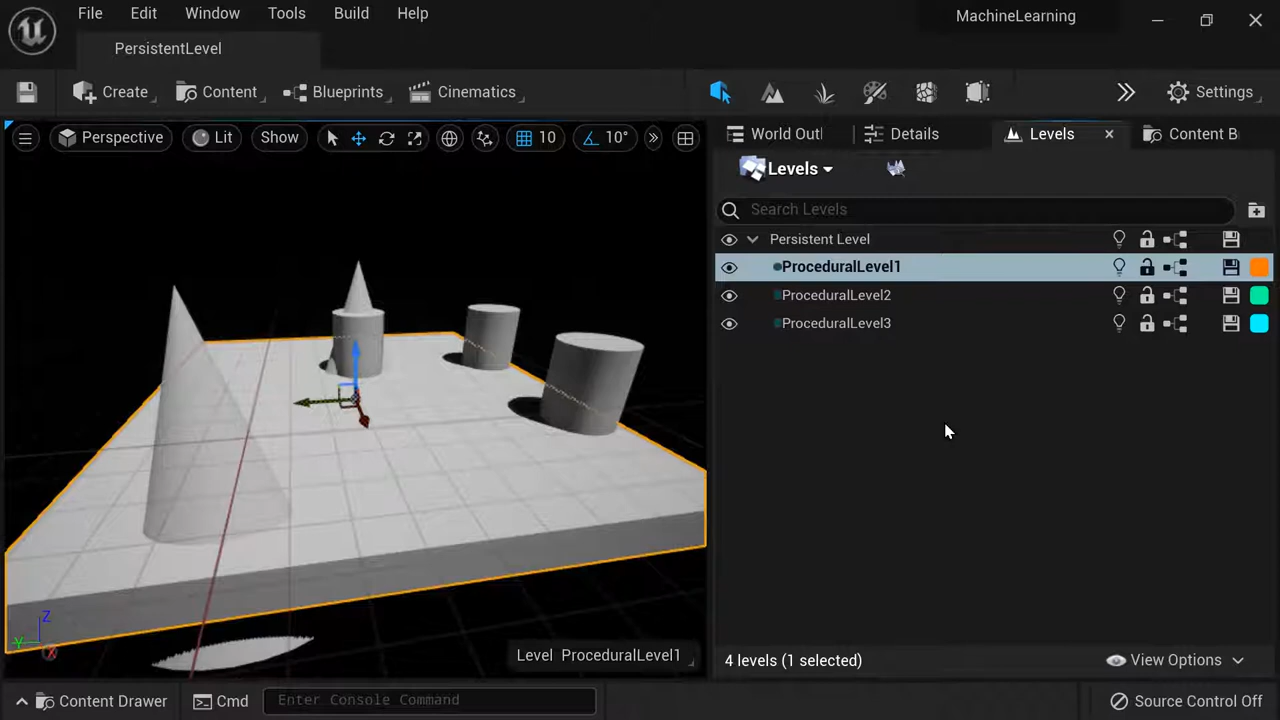 File Edit Window Tools Build Help
MachineLearning
PersistentLevel
Create Content Blueprints Cinematics Settings
Perspective Lit Show 10 10°
World Outl Details Levels Content B
Levels
Search Levels
Persistent Level
ProceduralLevel1
ProceduralLevel2
ProceduralLevel3
Z
Y
X
Level ProceduralLevel1
4 levels (1 selected) View Options
Content Drawer Cmd Enter Console Command Source Control Off